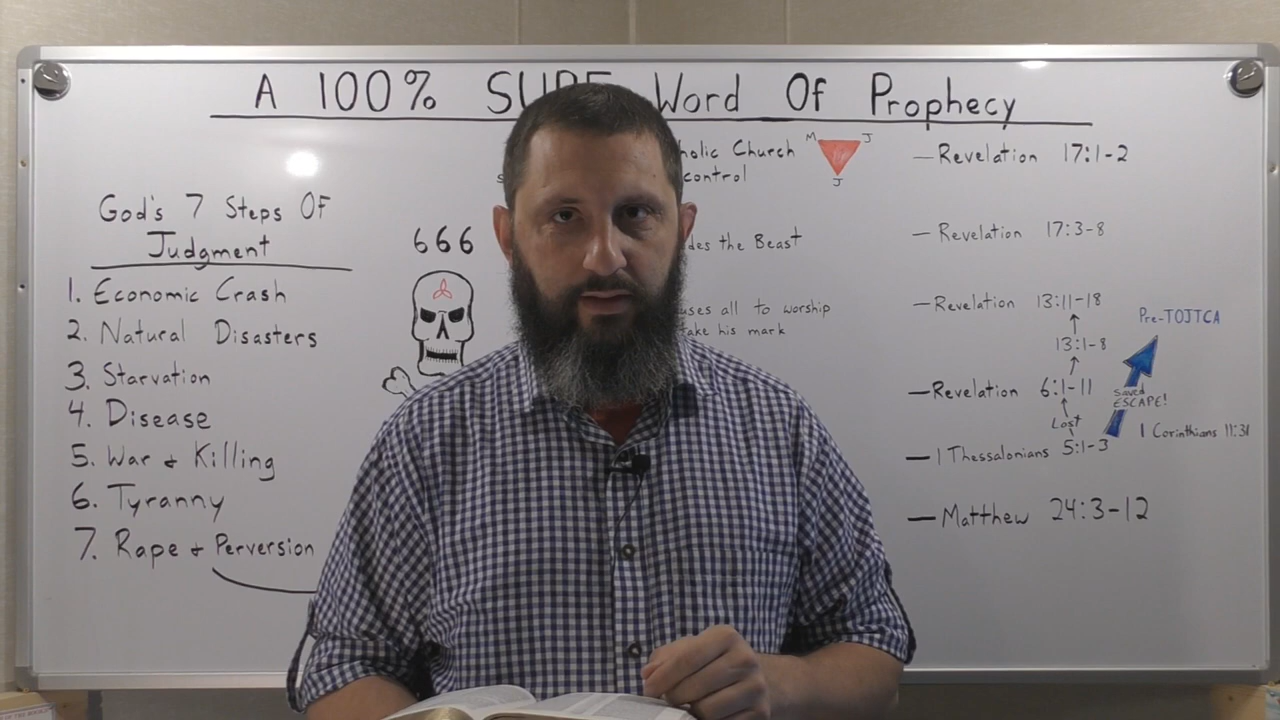 A 100% SURE Word Of Prophecy
God's 7 Steps OF
Judgment
1. Economic Crash
2. Natural Disasters
3. Starvation
4. Disease
5. War & Killing
6. Tyranny
7. Rape & Perversion
666
holic Church
control
M J
J
des the Beast
uses all to worship
take his mark
— Revelation 17:1-2
— Revelation 17:3-8
— Revelation 13:11-18
13:1-8
— Revelation 6:1-11
Lost
— 1 Thessalonians 5:1-3
— Matthew 24:3-12
Pre-TOJTCA
Saved
ESCAPE!
1 Corinthians 11:31